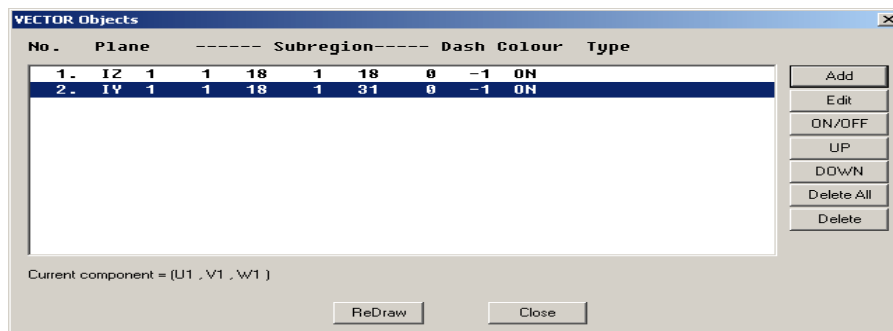 VECTOR Objects
No. Plane ------ Subregion----- Dash Colour Type
1. IZ 1 1 18 1 18 0 -1 ON
2. IY 1 1 18 1 31 0 -1 ON
Add
Edit
ON/OFF
UP
DOWN
Delete All
Delete
Current component = (U1 , V1 , W1 )
ReDraw Close